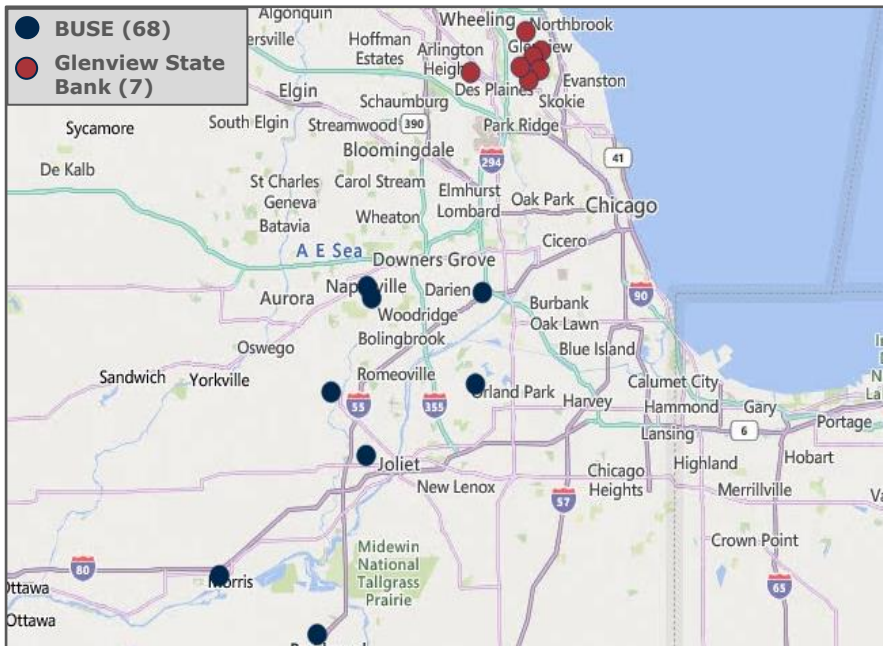 BUSE (68)
Glenview State
Bank (7)
Algonquin
Wheeling
Northbrook
Hoffman
Estates
Arlington
Glenview
Elgin
Des Plaines
Evanston
Schaumburg
Skokie
Sycamore
South Elgin
Streamwood
390
Park Ridge
Bloomingdale
294
41
De Kalb
St Charles
Carol Stream
Elmhurst
Oak Park
Geneva
Lombard
Chicago
Batavia
Wheaton
Cicero
A E Sea
Downers Grove
Aurora
Naperville
Darien
90
Woodridge
Burbank
Oak Lawn
Bolingbrook
Oswego
Blue Island
Sandwich
Yorkville
Romeoville
Calumet City
Orland Park
55
355
Harvey
Hammond
Gary
Lansing
6
Portage
Joliet
Highland
Hobart
New Lenox
Chicago
Heights
Merrillville
57
Crown Point
Midewin
National
Tallgrass
Prairie
80
Morris
65
Ottawa
Ottawa